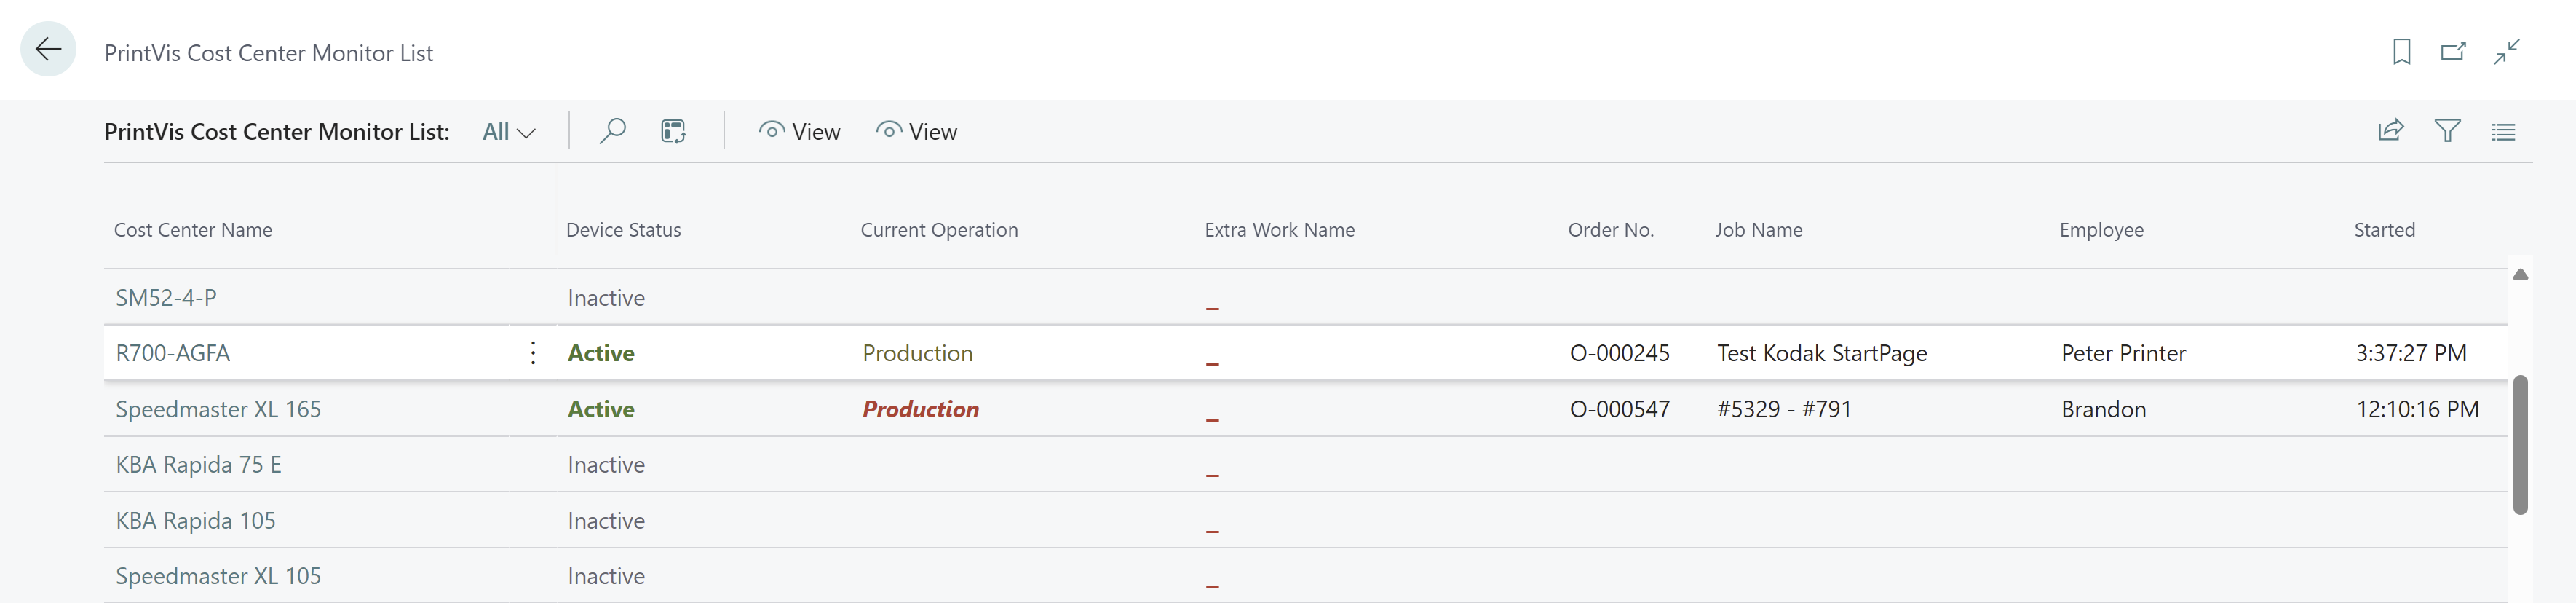 PrintVis Cost Center Monitor List
PrintVis Cost Center Monitor List: All View View
Cost Center Name Device Status Current Operation Extra Work Name Order No. Job Name Employee Started
SM52-4-P Inactive _
R700-AGFA Active Production _ O-000245 Test Kodak StartPage Peter Printer 3:37:27 PM
Speedmaster XL 165 Active Production _ O-000547 #5329 - #791 Brandon 12:10:16 PM
KBA Rapida 75 E Inactive _
KBA Rapida 105 Inactive _
Speedmaster XL 105 Inactive _